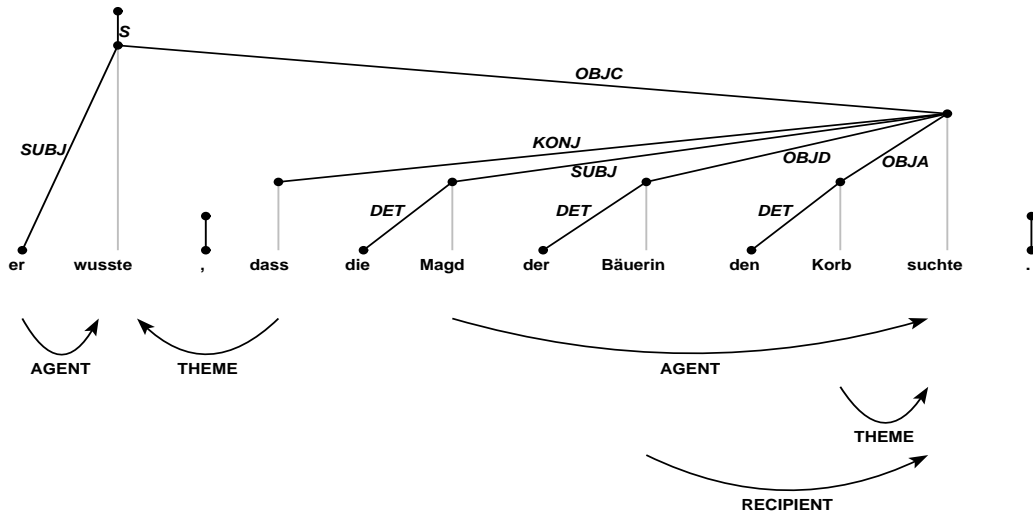 S
OBJC
SUBJ
KONJ
SUBJ
OBJD
OBJA
DET
DET
DET
er wusste , dass die Magd der Bäuerin den Korb suchte .
AGENT THEME AGENT
THEME
RECIPIENT